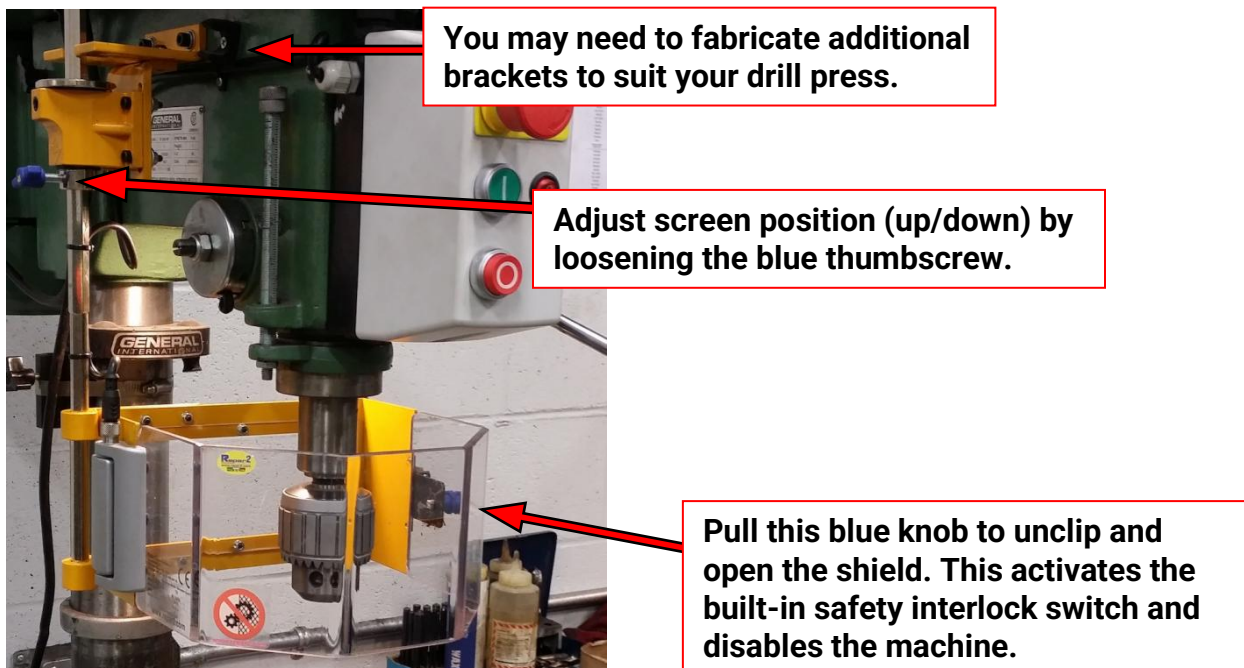 You may need to fabricate additional
brackets to suit your drill press.
GENERAL
Adjust screen position (up/down) by
loosening the blue thumbscrew.
GENERAL
INTERNATIONAL
Repar2
Pull this blue knob to unclip and
open the shield. This activates the
built-in safety interlock switch and
disables the machine.
WAX